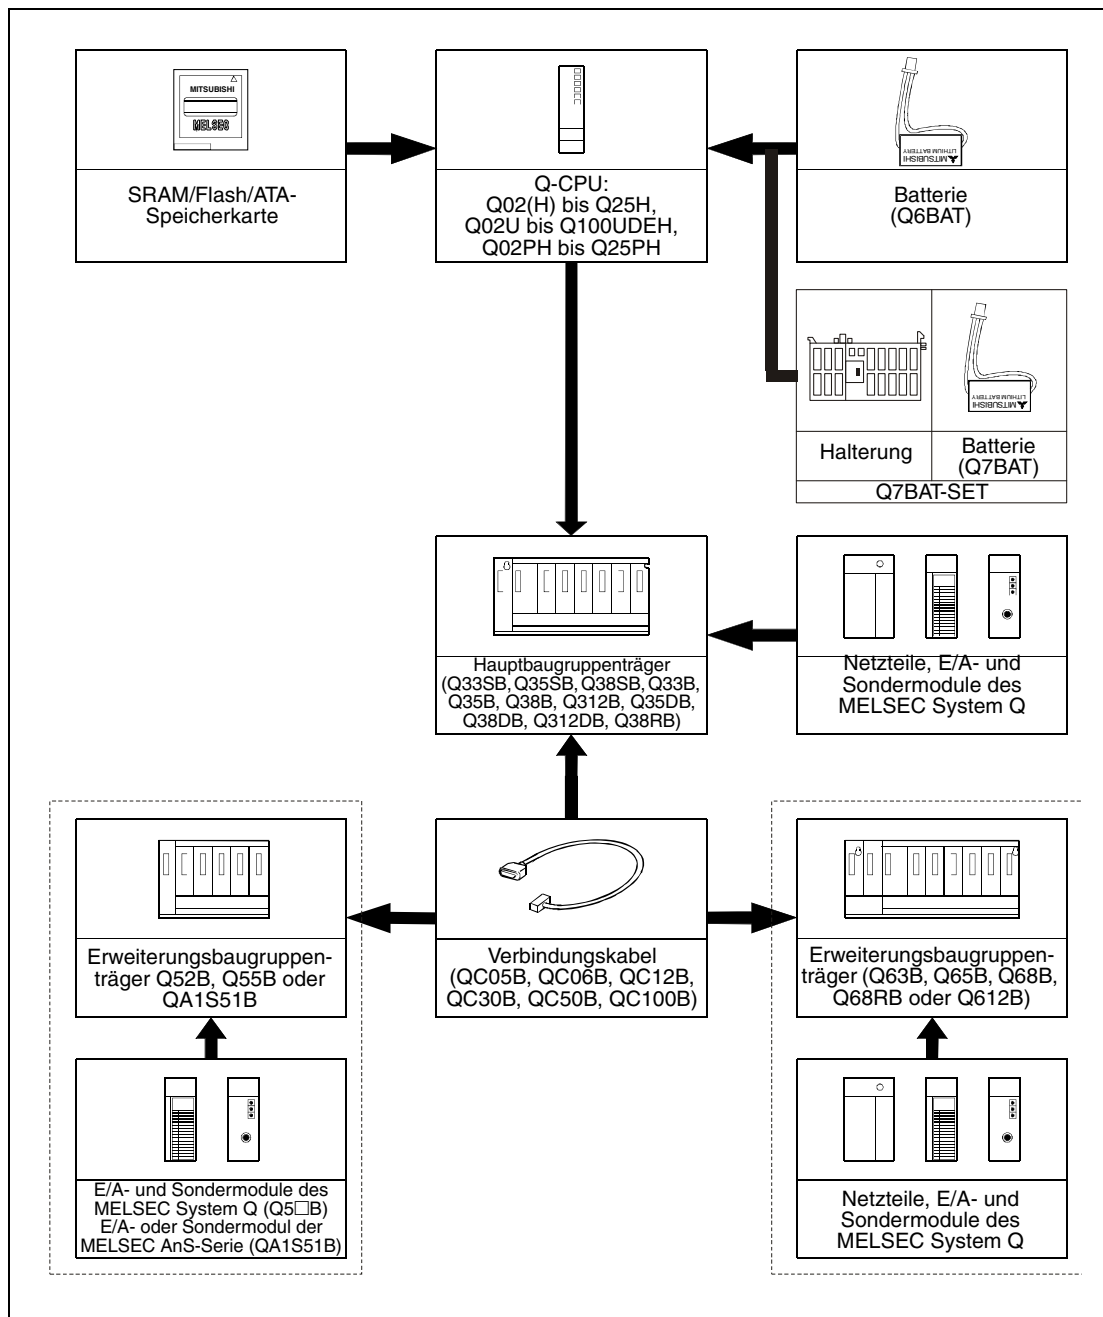 MITSUBISHI
MELSEC
SRAM/Flash/ATA-
Speicherkarte
Q-CPU:
Q02(H) bis Q25H,
Q02U bis Q100UDEH,
Q02PH bis Q25PH
MITSUBISHI
LITHIUM BATTERY
Batterie
(Q6BAT)
MITSUBISHI
LITHIUM BATTERY
Halterung
Batterie
(Q7BAT)
Q7BAT-SET
Hauptbaugruppenträger
(Q33SB, Q35SB, Q38SB, Q33B,
Q35B, Q38B, Q312B, Q35DB,
Q38DB, Q312DB, Q38RB)
Netzteile, E/A- und
Sondermodule des
MELSEC System Q
Erweiterungsbaugruppen-
träger Q52B, Q55B oder
QA1S51B
Verbindungskabel
(QC05B, QC06B, QC12B,
QC30B, QC50B, QC100B)
Erweiterungsbaugruppen-
träger (Q63B, Q65B, Q68B,
Q68RB oder Q612B)
E/A- und Sondermodule des
MELSEC System Q (Q5□B)
E/A- oder Sondermodul der
MELSEC AnS-Serie (QA1S51B)
Netzteile, E/A- und
Sondermodule des
MELSEC System Q